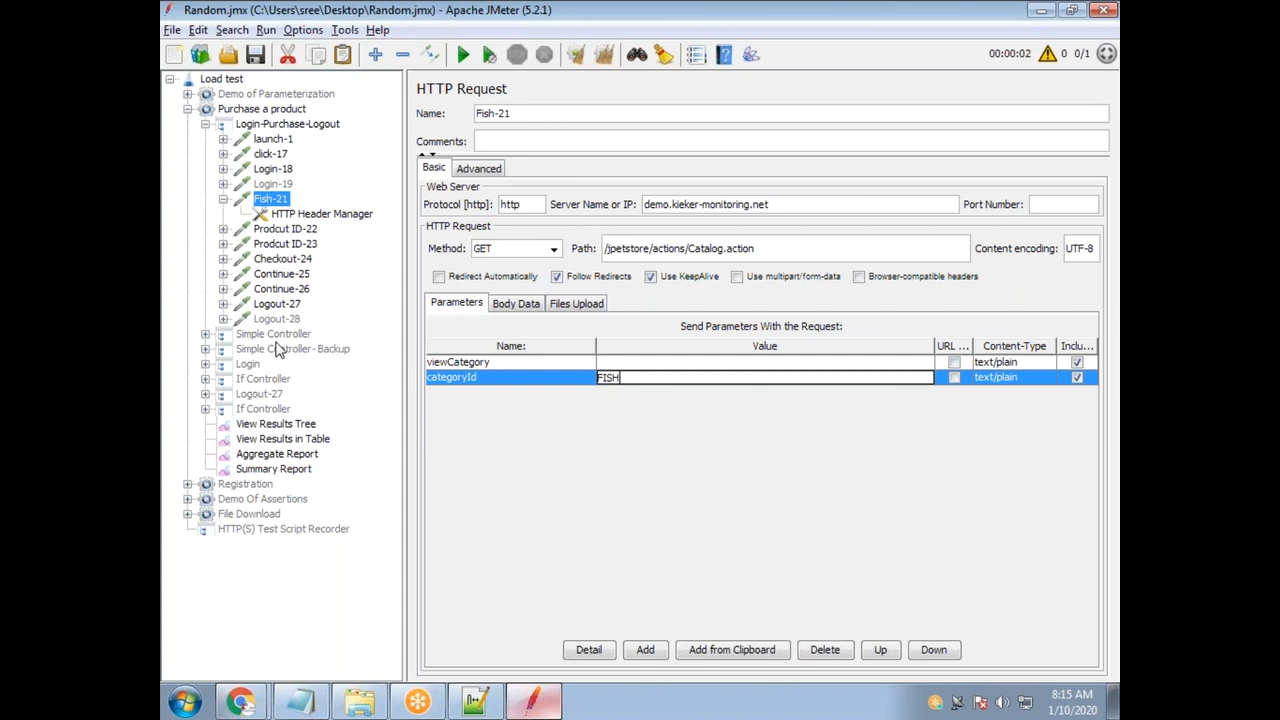 Random.jmx (C:\Users\sree\Desktop\Random.jmx) - Apache JMeter (5.2.1)
File Edit Search Run Options Tools Help
00:00:02 0 0/1
Load test
Demo of Parameterization
Purchase a product
Login-Purchase-Logout
launch-1
click-17
Login-18
Login-19
Fish-21
HTTP Header Manager
Prodcut ID-22
Prodcut ID-23
Checkout-24
Continue-25
Continue-26
Logout-27
Logout-28
Simple Controller
Simple Controller- Backup
Login
If Controller
Logout-27
If Controller
View Results Tree
View Results in Table
Aggregate Report
Summary Report
Registration
Demo Of Assertions
File Download
HTTP(S) Test Script Recorder
HTTP Request
Name: Fish-21
Comments:
Basic Advanced
Web Server
Protocol [http]: http Server Name or IP: demo.kieker-monitoring.net Port Number:
HTTP Request
Method: GET Path: /jpetstore/actions/Catalog.action Content encoding: UTF-8
Redirect Automatically Follow Redirects Use KeepAlive Use multipart/form-data Browser-compatible headers
Parameters Body Data Files Upload
Send Parameters With the Request:
Name: Value URL ... Content-Type Inclu...
viewCategory text/plain
categoryId FISH text/plain
Detail Add Add from Clipboard Delete Up Down
8:15 AM
1/10/2020